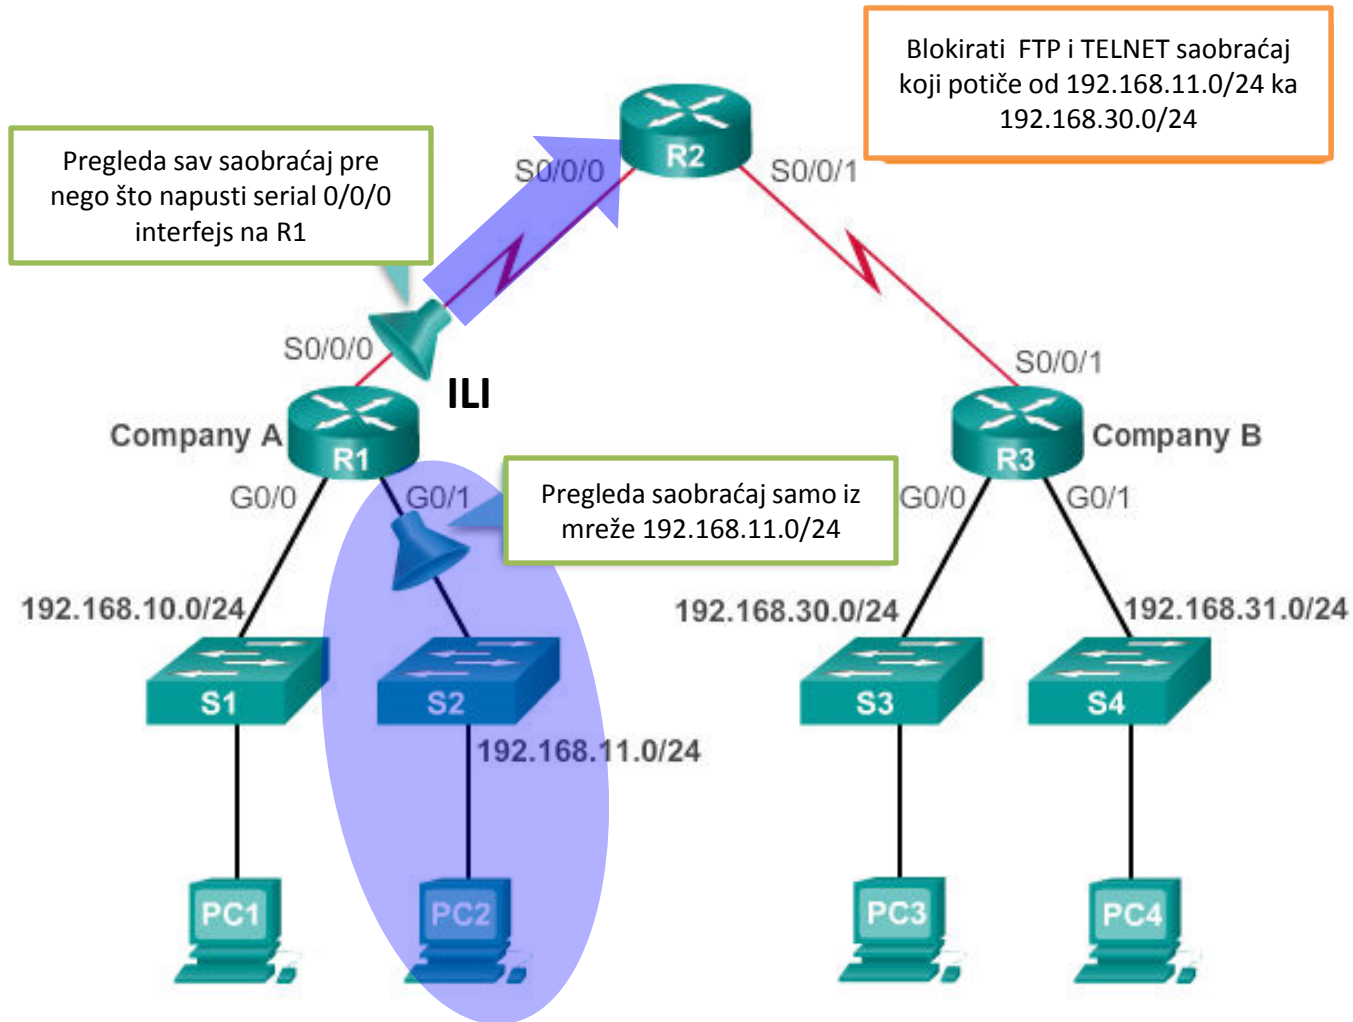 Blokirati FTP i TELNET saobraćaj
koji potiče od 192.168.11.0/24 ka
192.168.30.0/24
Pregleda sav saobraćaj pre
nego što napusti serial 0/0/0
interfejs na R1
R2
S0/0/0
S0/0/1
S0/0/0
S0/0/1
ILI
Company A
R1
R3
Company B
G0/0
G0/1
Pregleda saobraćaj samo iz
mreže 192.168.11.0/24
G0/0
G0/1
192.168.10.0/24
192.168.30.0/24
192.168.31.0/24
S1
S2
S3
S4
192.168.11.0/24
PC1
PC2
PC3
PC4